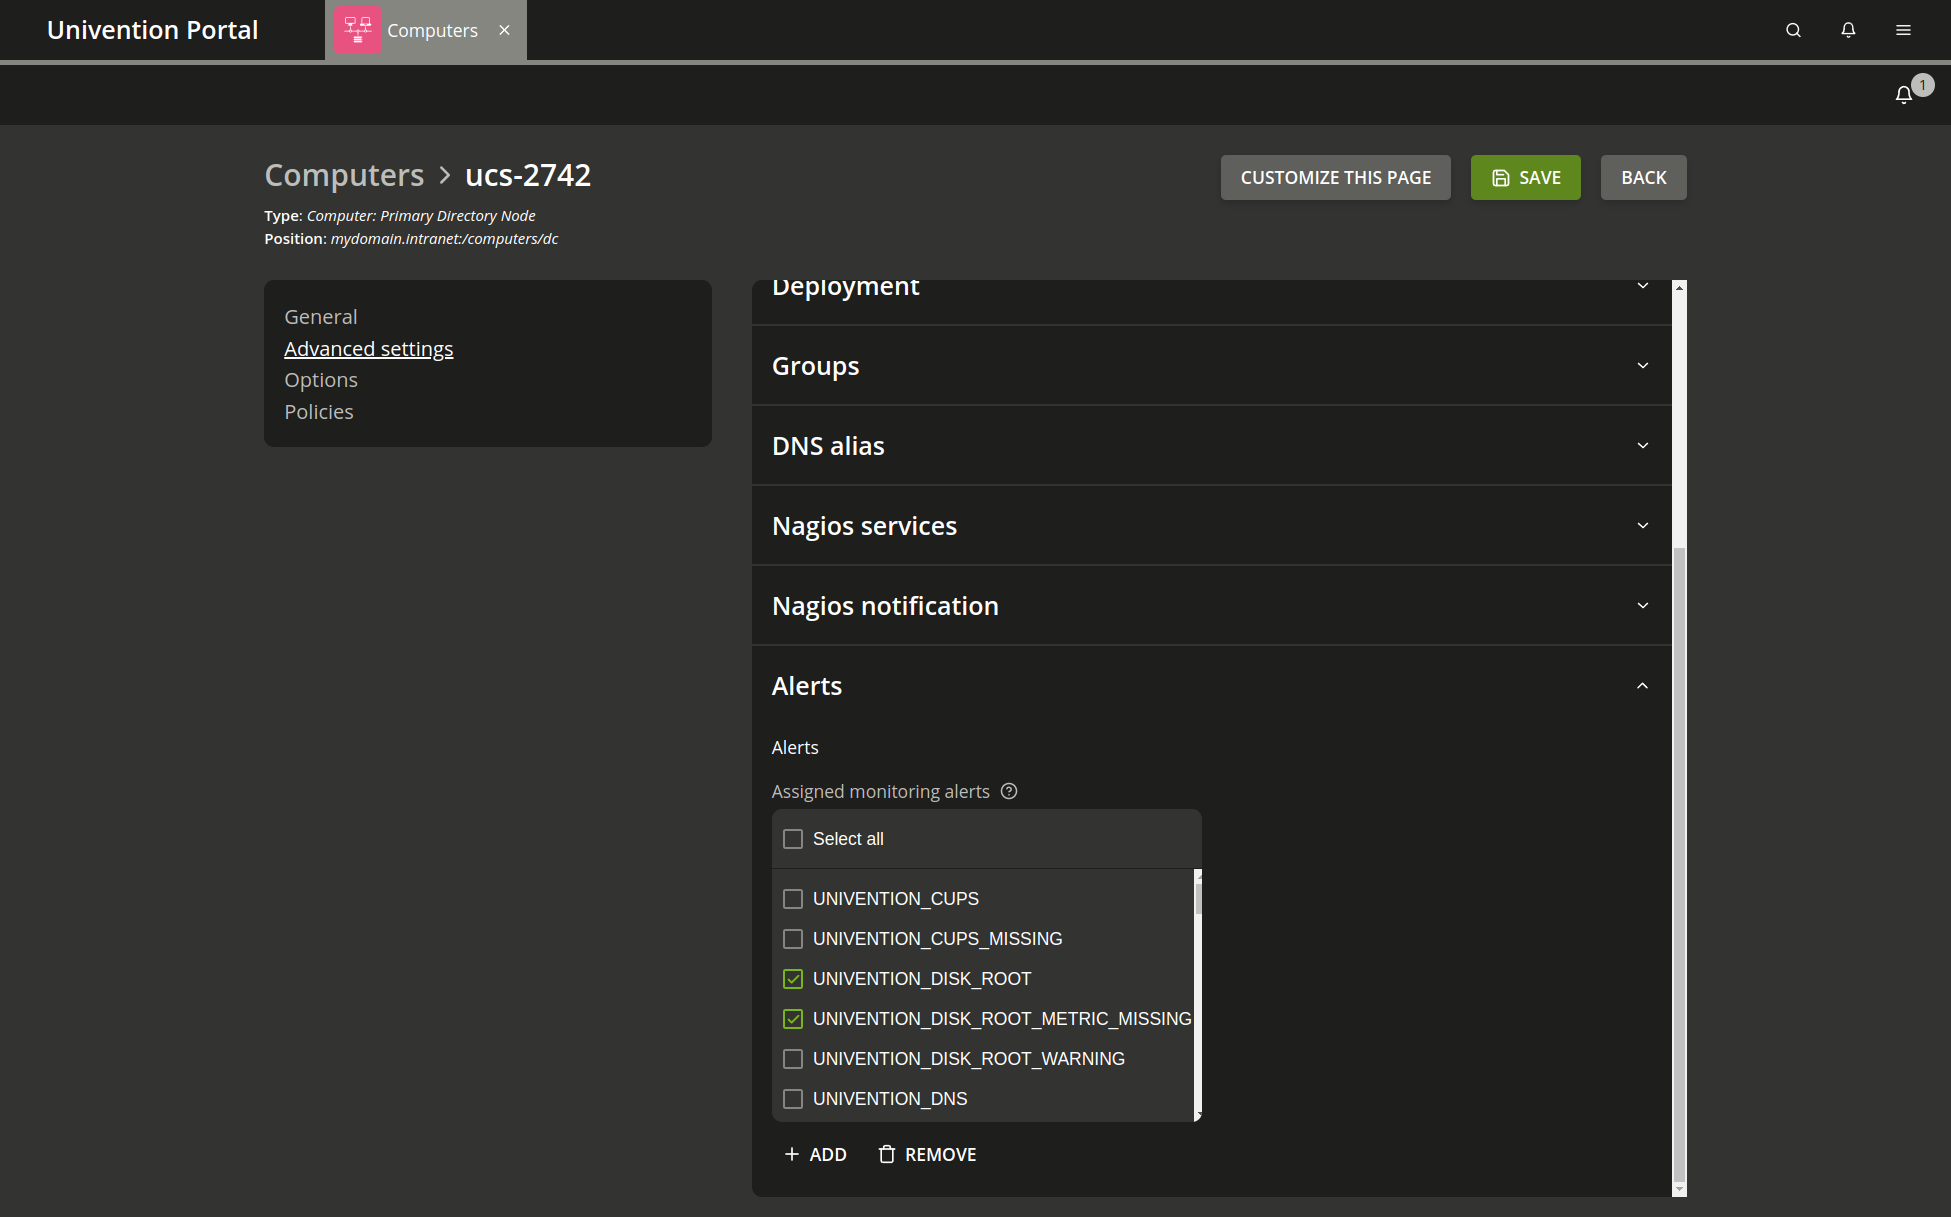 Univention Portal
Computers
1
Computers > ucs-2742
CUSTOMIZE THIS PAGE
SAVE
BACK
Type: Computer: Primary Directory Node
Position: mydomain.intranet:/computers/dc
General
Advanced settings
Options
Policies
Deployment
Groups
DNS alias
Nagios services
Nagios notification
Alerts
Alerts
Assigned monitoring alerts ?
Select all
UNIVENTION_CUPS
UNIVENTION_CUPS_MISSING
UNIVENTION_DISK_ROOT
UNIVENTION_DISK_ROOT_METRIC_MISSING
UNIVENTION_DISK_ROOT_WARNING
UNIVENTION_DNS
+ ADD
REMOVE